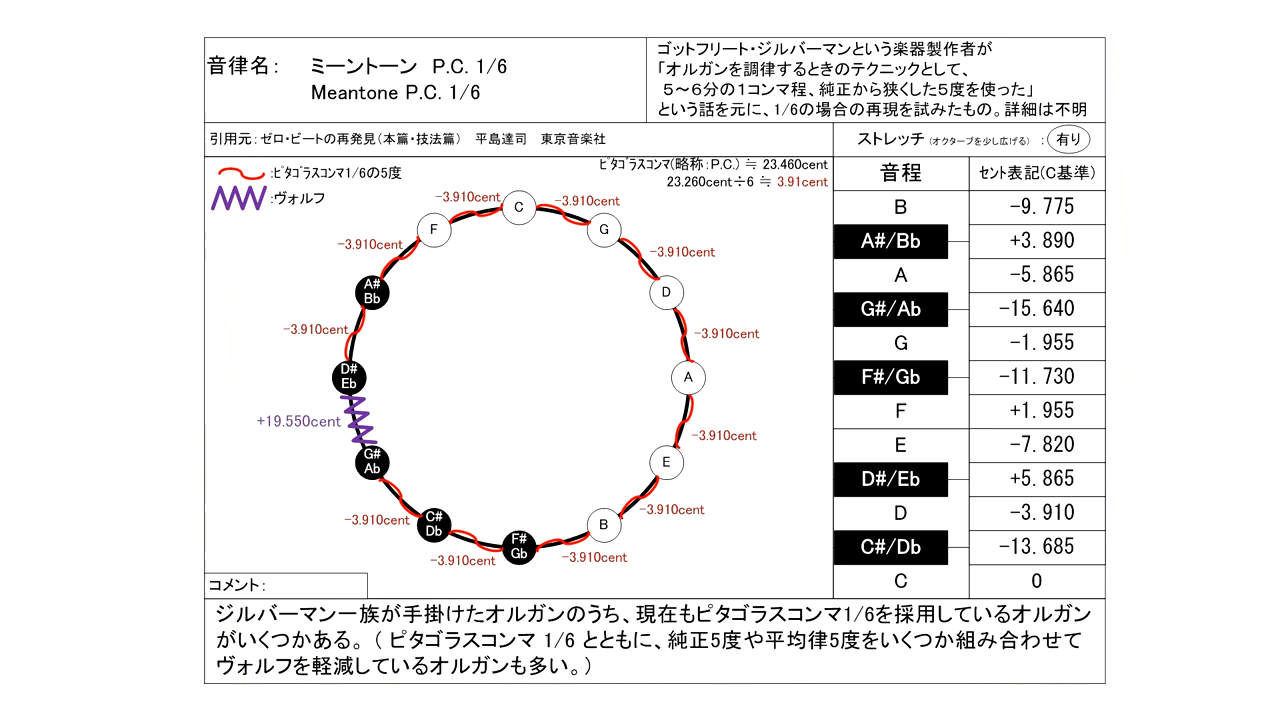 音律名： ミーントーン P.C. 1/6
Meantone P.C. 1/6
ゴットフリート・ジルバーマンという楽器製作者が
「オルガンを調律するときのテクニックとして、
５～６分の１コンマ程、純正から狭くした５度を使った」
という話を元に、1/6の場合の再現を試みたもの。詳細は不明
引用元：ゼロ・ビートの再発見（本篇・技法篇） 平島達司 東京音楽社
ストレッチ（オクターブを少し広げる）：有り
:ﾋﾟﾀｺﾞﾗｽコンマ1/6の5度
:ヴォルフ
ﾋﾟﾀｺﾞﾗｽコンマ(略称：P.C.) ≒ 23.460cent
23.260cent÷6 ≒ 3.91cent
音程 セント表記(C基準)
B −9.775
A#/Bb +3.890
A −5.865
G#/Ab −15.640
G −1.955
F#/Gb −11.730
F +1.955
E −7.820
D#/Eb +5.865
D −3.910
C#/Db −13.685
C 0
−3.910cent
C
−3.910cent
F
G
−3.910cent
−3.910cent
A#
Bb
D
−3.910cent
−3.910cent
D#
Eb
A
+19.550cent
−3.910cent
G#
Ab
E
−3.910cent
−3.910cent
C#
Db
B
−3.910cent
F#
Gb
−3.910cent
コメント：
ジルバーマン一族が手掛けたオルガンのうち、現在もピタゴラスコンマ1/6を採用しているオルガン
がいくつかある。（ ピタゴラスコンマ 1/6 とともに、純正5度や平均律5度をいくつか組み合わせて
ヴォルフを軽減しているオルガンも多い。）